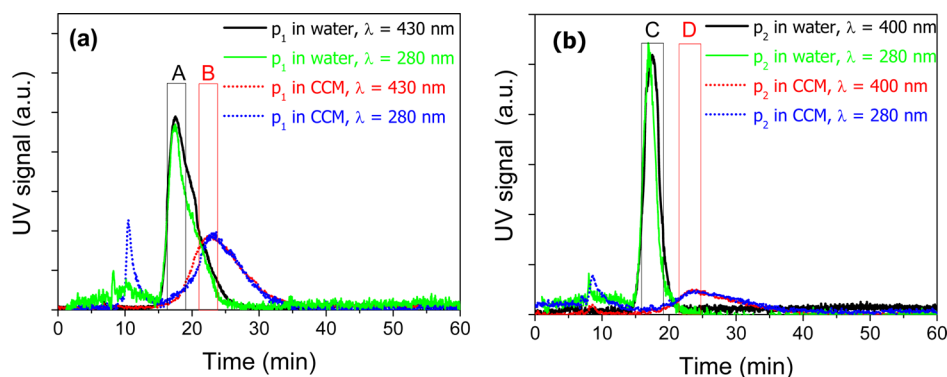 (a)
A
B
p₁ in water, λ = 430 nm
p₁ in water, λ = 280 nm
p₁ in CCM, λ = 430 nm
p₁ in CCM, λ = 280 nm
UV signal (a.u.)
0 10 20 30 40 50 60
Time (min)
(b)
C
D
p₂ in water, λ = 400 nm
p₂ in water, λ = 280 nm
p₂ in CCM, λ = 400 nm
p₂ in CCM, λ = 280 nm
UV signal (a.u.)
0 10 20 30 40 50 60
Time (min)